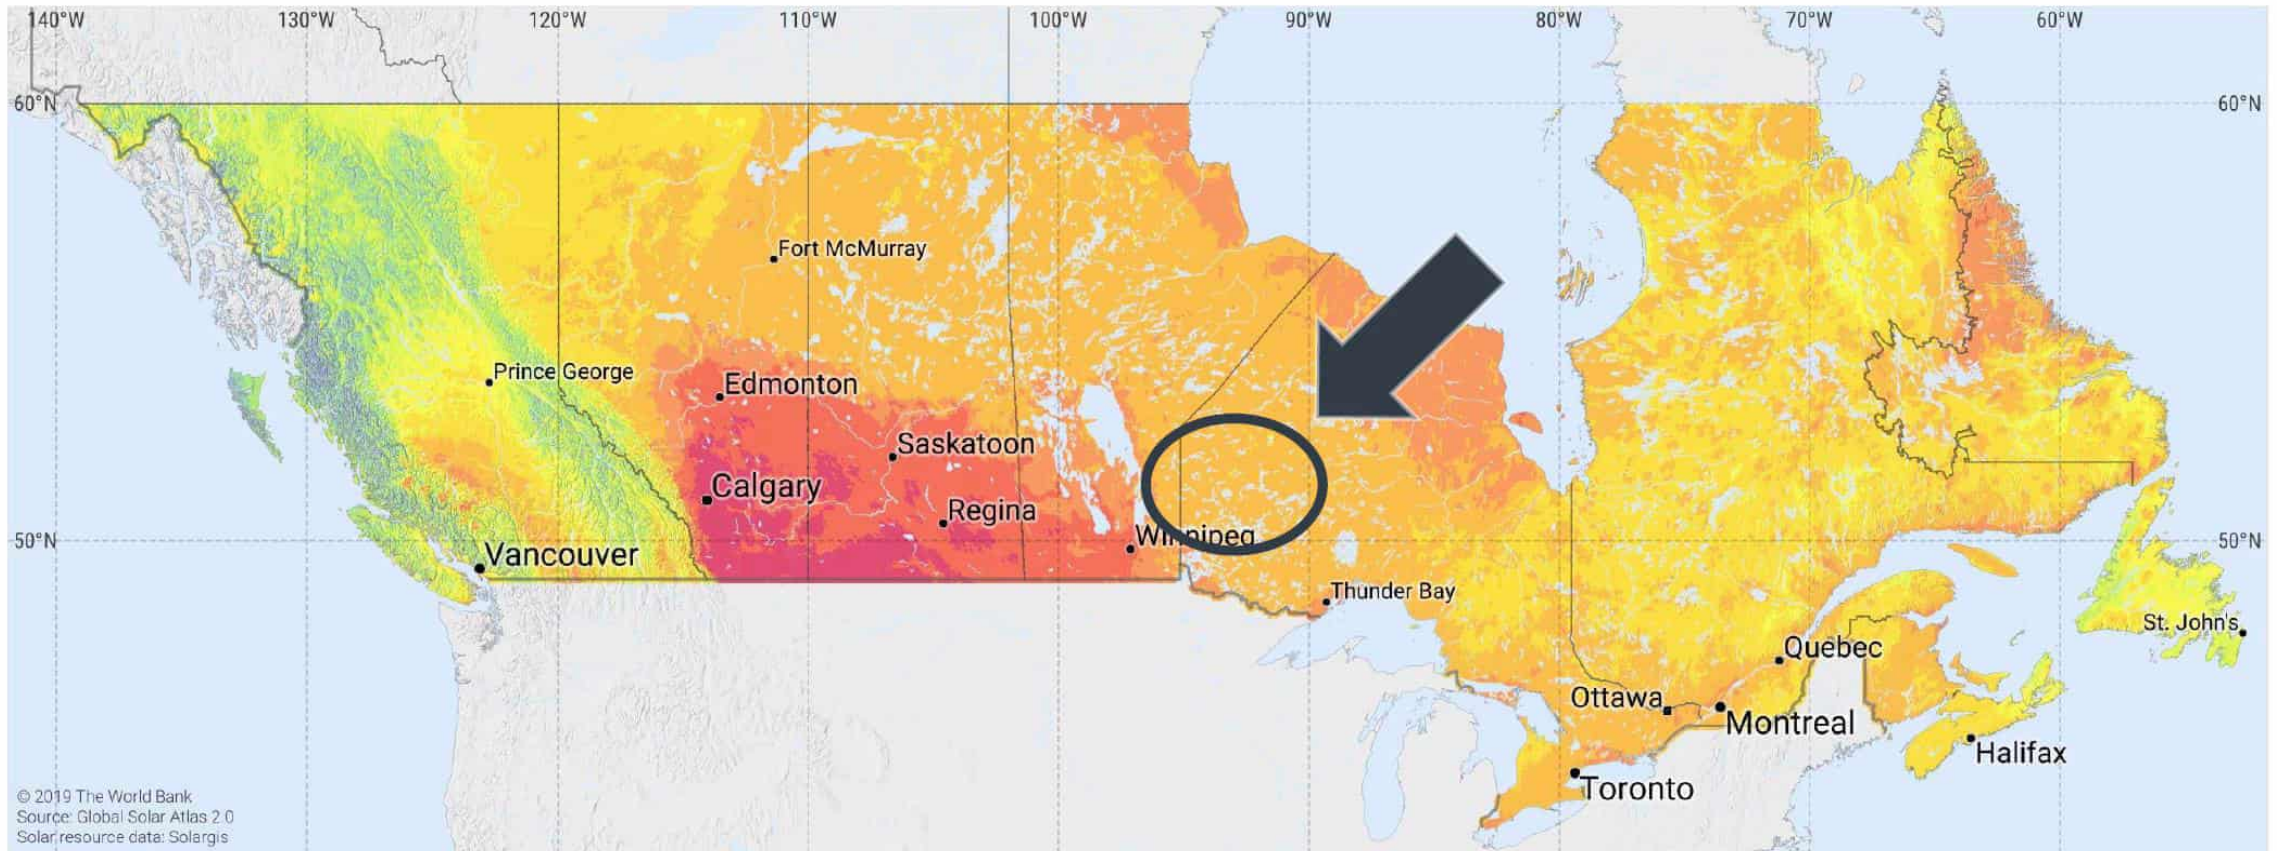 140°W 130°W 120°W 110°W 100°W 90°W 80°W 70°W 60°W
60°N 60°N
Fort McMurray
Prince George
Edmonton
Saskatoon
Calgary
Regina
Winnipeg
50°N 50°N
Vancouver
Thunder Bay
St. John's
Quebec
Ottawa
Montreal
Halifax
Toronto
© 2019 The World Bank
Source: Global Solar Atlas 2.0
Solar resource data: Solargis